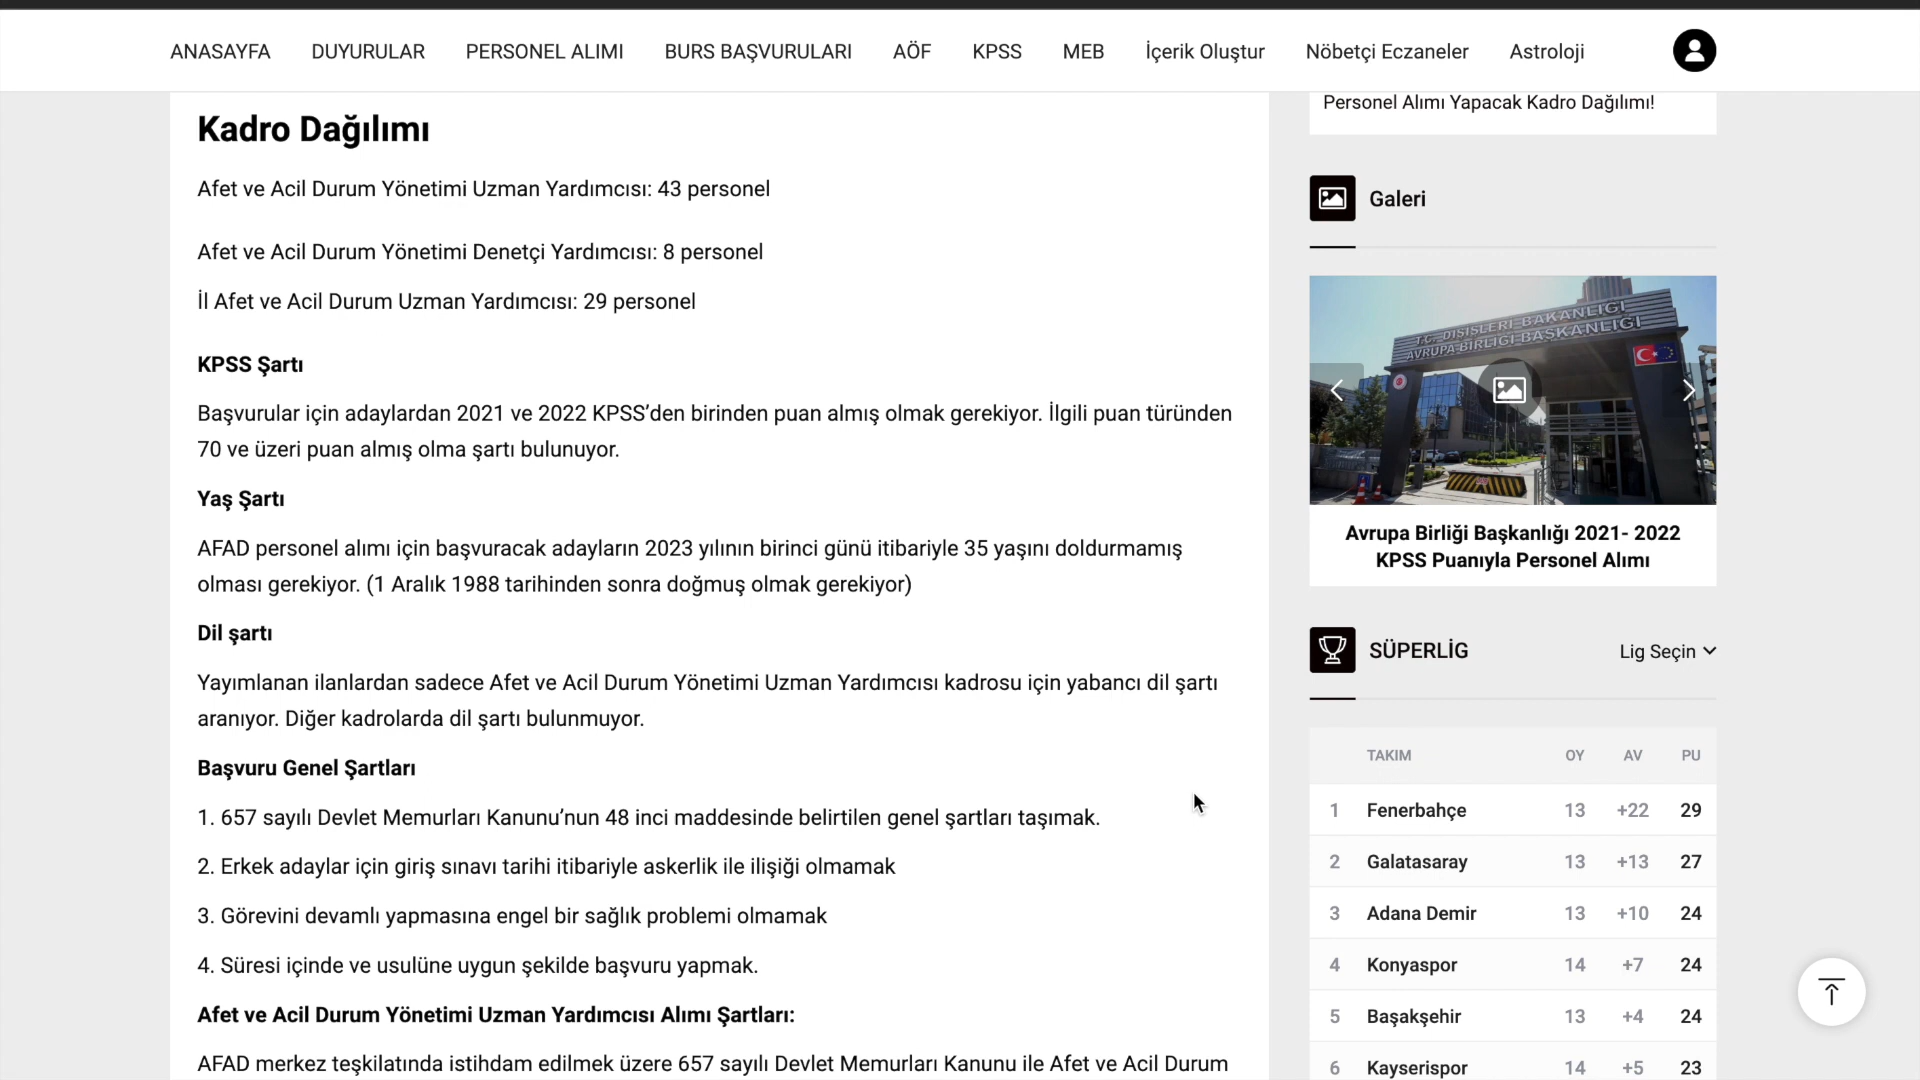 ANASAYFA DUYURULAR PERSONEL ALIMI BURS BAŞVURULARI AÖF KPSS MEB İçerik Oluştur Nöbetçi Eczaneler Astroloji
Kadro Dağılımı
Afet ve Acil Durum Yönetimi Uzman Yardımcısı: 43 personel
Afet ve Acil Durum Yönetimi Denetçi Yardımcısı: 8 personel
İl Afet ve Acil Durum Uzman Yardımcısı: 29 personel
KPSS Şartı
Başvurular için adaylardan 2021 ve 2022 KPSS’den birinden puan almış olmak gerekiyor. İlgili puan türünden
70 ve üzeri puan almış olma şartı bulunuyor.
Yaş Şartı
AFAD personel alımı için başvuracak adayların 2023 yılının birinci günü itibariyle 35 yaşını doldurmamış
olması gerekiyor. (1 Aralık 1988 tarihinden sonra doğmuş olmak gerekiyor)
Dil şartı
Yayımlanan ilanlardan sadece Afet ve Acil Durum Yönetimi Uzman Yardımcısı kadrosu için yabancı dil şartı
aranıyor. Diğer kadrolarda dil şartı bulunmuyor.
Başvuru Genel Şartları
1. 657 sayılı Devlet Memurları Kanunu’nun 48 inci maddesinde belirtilen genel şartları taşımak.
2. Erkek adaylar için giriş sınavı tarihi itibariyle askerlik ile ilişiği olmamak
3. Görevini devamlı yapmasına engel bir sağlık problemi olmamak
4. Süresi içinde ve usulüne uygun şekilde başvuru yapmak.
Afet ve Acil Durum Yönetimi Uzman Yardımcısı Alımı Şartları:
AFAD merkez teşkilatında istihdam edilmek üzere 657 sayılı Devlet Memurları Kanunu ile Afet ve Acil Durum
Personel Alımı Yapacak Kadro Dağılımı!
Galeri
T.C. DIŞİŞLERİ BAKANLIĞI
AVRUPA BİRLİĞİ BAŞKANLIĞI
Avrupa Birliği Başkanlığı 2021- 2022
KPSS Puanıyla Personel Alımı
SÜPERLİG Lig Seçin
TAKIM OY AV PU
1 Fenerbahçe 13 +22 29
2 Galatasaray 13 +13 27
3 Adana Demir 13 +10 24
4 Konyaspor 14 +7 24
5 Başakşehir 13 +4 24
6 Kayserispor 14 +5 23